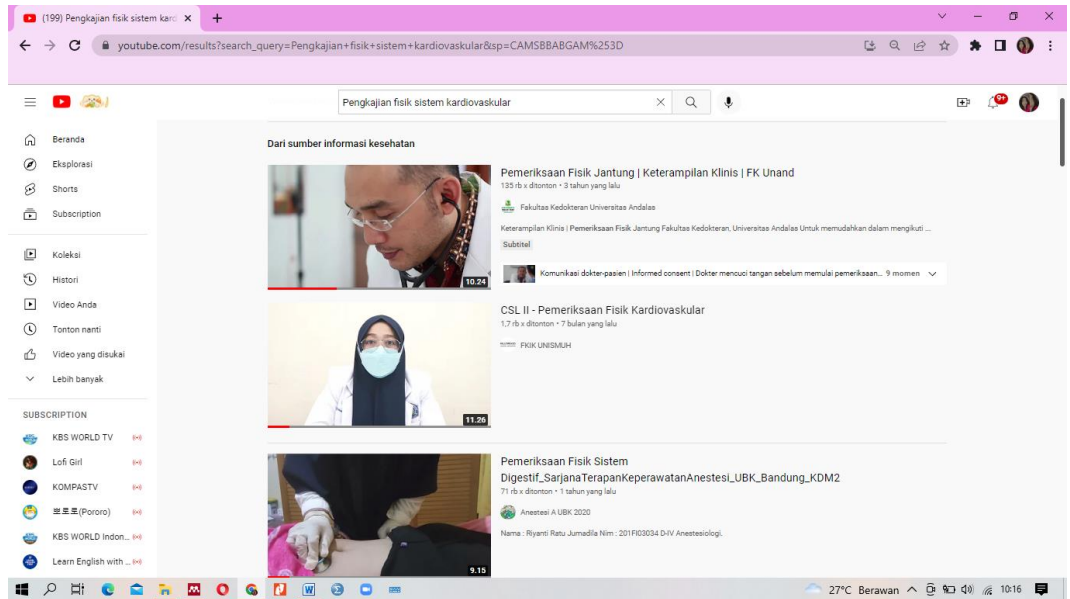 (199) Pengkajian fisik sistem kard
youtube.com/results?search_query=Pengkajian+fisik+sistem+kardiovaskular&sp=CAMSBBABGAM%253D
Pengkajian fisik sistem kardiovaskular
9+
Beranda
Eksplorasi
Shorts
Subscription
Koleksi
Histori
Video Anda
Tonton nanti
Video yang disukai
Lebih banyak
SUBSCRIPTION
KBS WORLD TV
Lofi Girl
KOMPASTV
뽀로로(Pororo)
KBS WORLD Indon...
Learn English with ...
Dari sumber informasi kesehatan
10.24
Pemeriksaan Fisik Jantung | Keterampilan Klinis | FK Unand
135 rb x ditonton • 3 tahun yang lalu
Fakultas Kedokteran Universitas Andalas
Keterampilan Klinis | Pemeriksaan Fisik Jantung Fakultas Kedokteran, Universitas Andalas Untuk memudahkan dalam mengikuti ...
Subtitel
Komunikasi dokter-pasien | Informed consent | Dokter mencuci tangan sebelum memulai pemeriksaan... 9 momen
11.26
CSL II - Pemeriksaan Fisik Kardiovaskular
1,7 rb x ditonton • 7 bulan yang lalu
FKIK UNISMUH
9.15
Pemeriksaan Fisik Sistem
Digestif_SarjanaTerapanKeperawatanAnestesi_UBK_Bandung_KDM2
71 rb x ditonton • 1 tahun yang lalu
Anestesi A UBK 2020
Nama : Riyanti Ratu Jumadila Nim : 201FI03034 D-IV Anestesiologi.
27°C Berawan
10:16